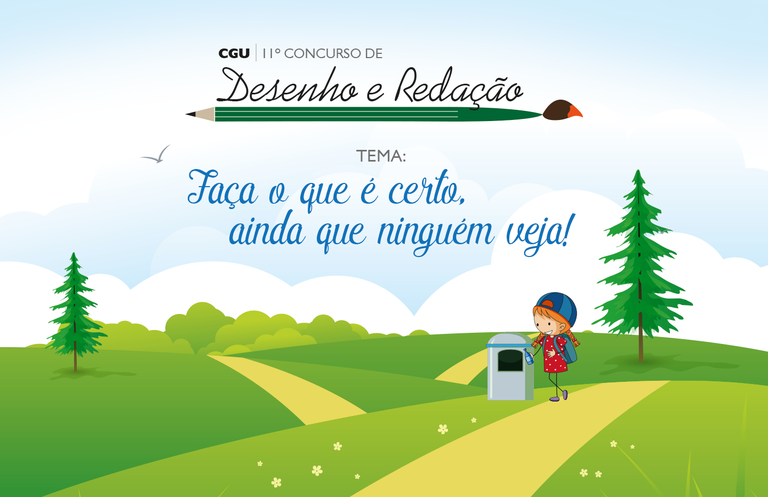 CGU | 11º CONCURSO DE
Desenho e Redação
TEMA:
Faça o que é certo,
ainda que ninguém veja!